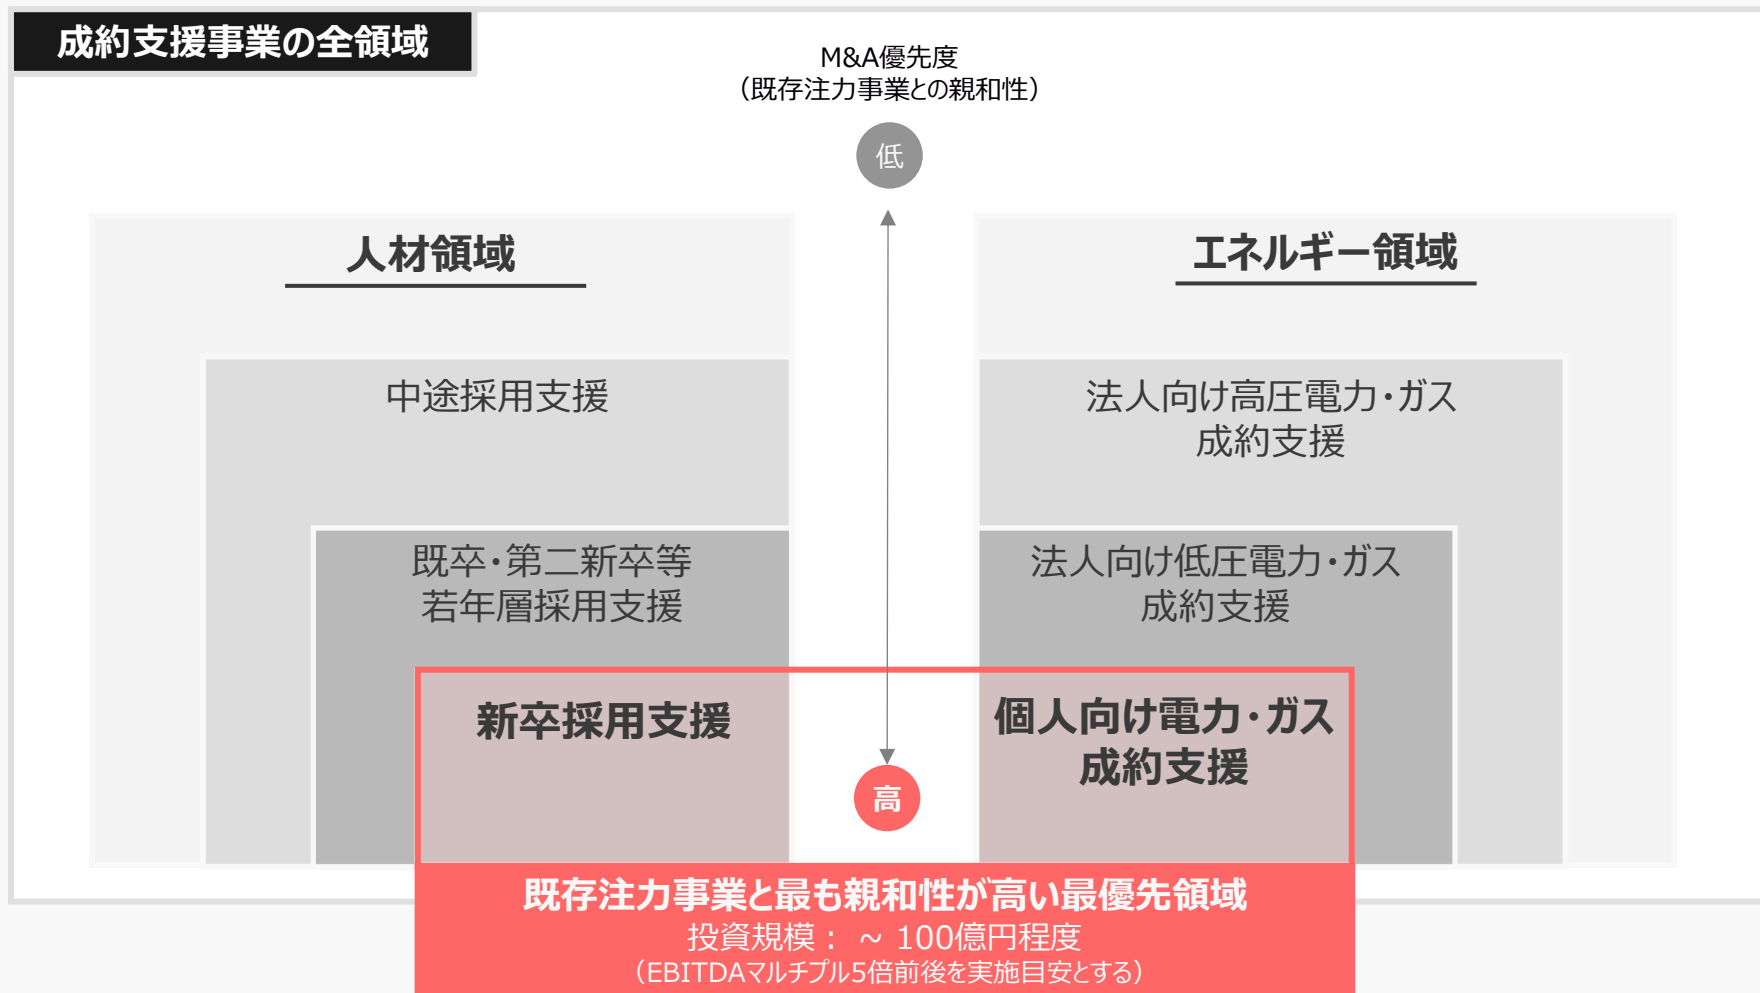 成約支援事業の全領域
M&A優先度
（既存注力事業との親和性）
低
人材領域
エネルギー領域
中途採用支援
法人向け高圧電力・ガス
成約支援
既卒・第二新卒等
若年層採用支援
法人向け低圧電力・ガス
成約支援
新卒採用支援
個人向け電力・ガス
成約支援
高
既存注力事業と最も親和性が高い最優先領域
投資規模： ~ 100億円程度
（EBITDAマルチプル5倍前後を実施目安とする）